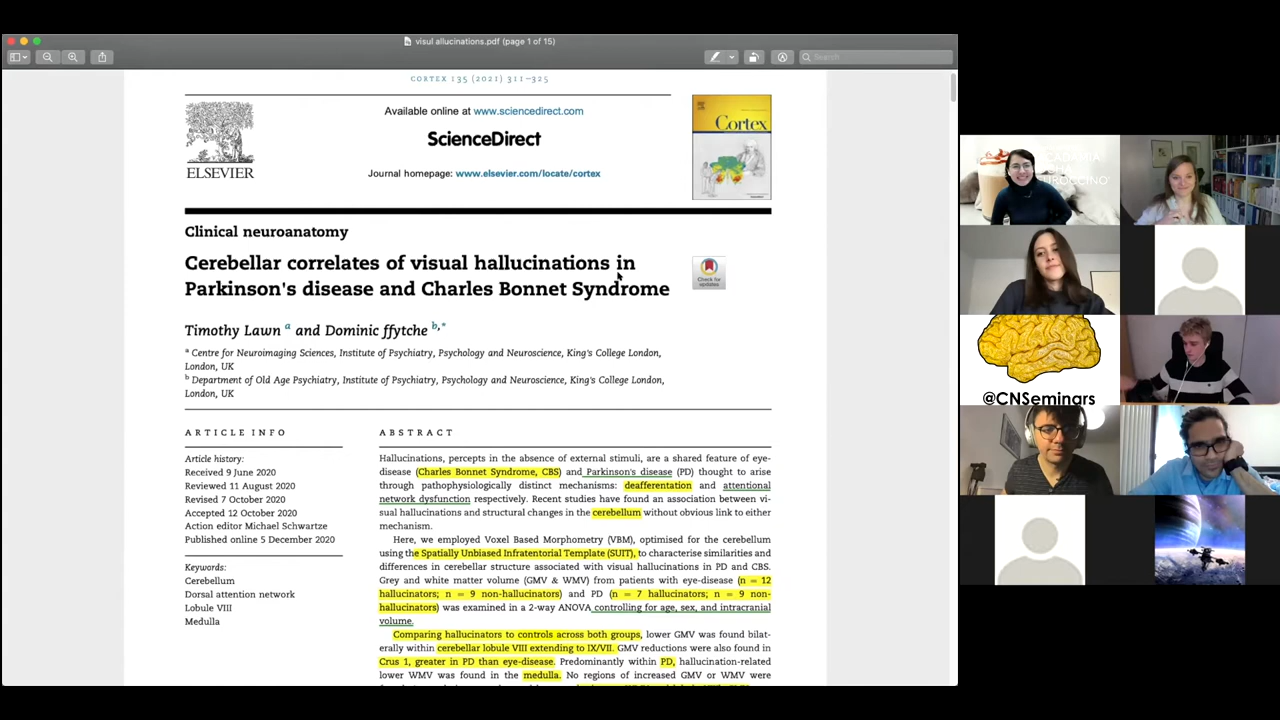 visul allucinations.pdf (page 1 of 15)
Search
CORTEX 135 (2021) 311–325
Available online at www.sciencedirect.com
ScienceDirect
Journal homepage: www.elsevier.com/locate/cortex
ELSEVIER
Cortex
Clinical neuroanatomy
Cerebellar correlates of visual hallucinations in
Parkinson's disease and Charles Bonnet Syndrome
Check for
updates
Timothy Lawn a and Dominic ffytche b,*
a Centre for Neuroimaging Sciences, Institute of Psychiatry, Psychology and Neuroscience, King's College London,
London, UK
b Department of Old Age Psychiatry, Institute of Psychiatry, Psychology and Neuroscience, King's College London,
London, UK
ARTICLE INFO
Article history:
Received 9 June 2020
Reviewed 11 August 2020
Revised 7 October 2020
Accepted 12 October 2020
Action editor Michael Schwartze
Published online 5 December 2020
Keywords:
Cerebellum
Dorsal attention network
Lobule VIII
Medulla
ABSTRACT
Hallucinations, percepts in the absence of external stimuli, are a shared feature of eye-
disease (Charles Bonnet Syndrome, CBS) and Parkinson's disease (PD) thought to arise
through pathophysiologically distinct mechanisms: deafferentation and attentional
network dysfunction respectively. Recent studies have found an association between vi-
sual hallucinations and structural changes in the cerebellum without obvious link to either
mechanism.
Here, we employed Voxel Based Morphometry (VBM), optimised for the cerebellum
using the Spatially Unbiased Infratentorial Template (SUIT), to characterise similarities and
differences in cerebellar structure associated with visual hallucinations in PD and CBS.
Grey and white matter volume (GMV & WMV) from patients with eye-disease (n = 12
hallucinators; n = 9 non-hallucinators) and PD (n = 7 hallucinators; n = 9 non-
hallucinators) was examined in a 2-way ANOVA controlling for age, sex, and intracranial
volume.
Comparing hallucinators to controls across both groups, lower GMV was found bilat-
erally within cerebellar lobule VIII extending to IX/VII. GMV reductions were also found in
Crus 1, greater in PD than eye-disease. Predominantly within PD, hallucination-related
lower WMV was found in the medulla. No regions of increased GMV or WMV were
@CNSeminars